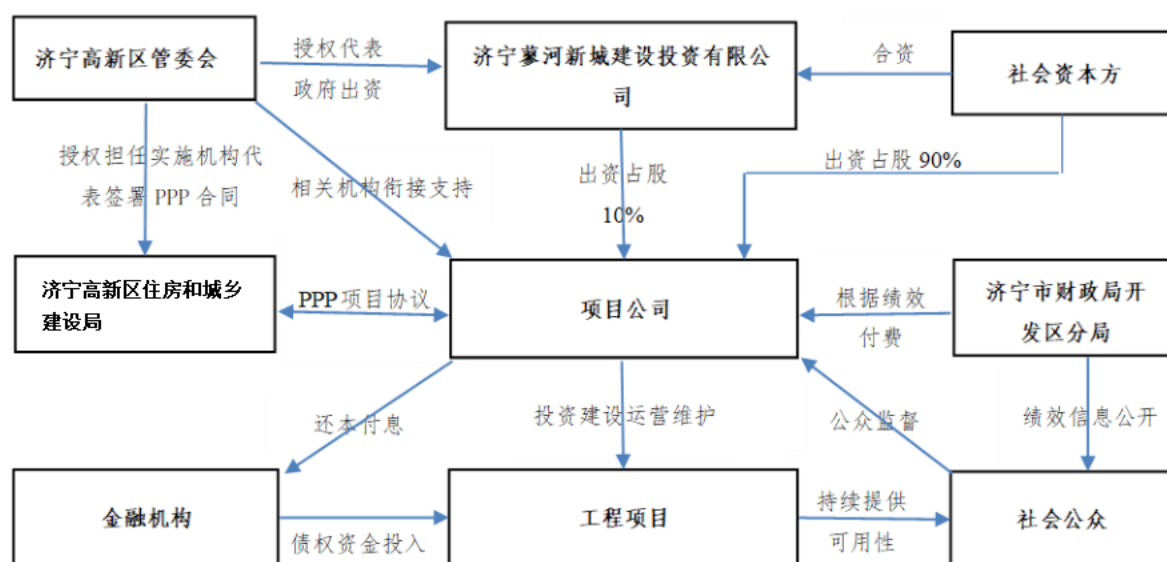 济宁高新区管委会
授权代表
政府出资
济宁蓼河新城建设投资有限公
司
合资
社会资本方
授权担任实施机构代
表签署 PPP 合同
相关机构衔接支持
出资占股
10%
出资占股 90%
济宁高新区住房和城乡
建设局
PPP 项目协议
项目公司
根据绩效
付费
济宁市财政局开
发区分局
还本付息
投资建设运营维护
公众监督
绩效信息公开
金融机构
债权资金投入
工程项目
持续提供
可用性
社会公众